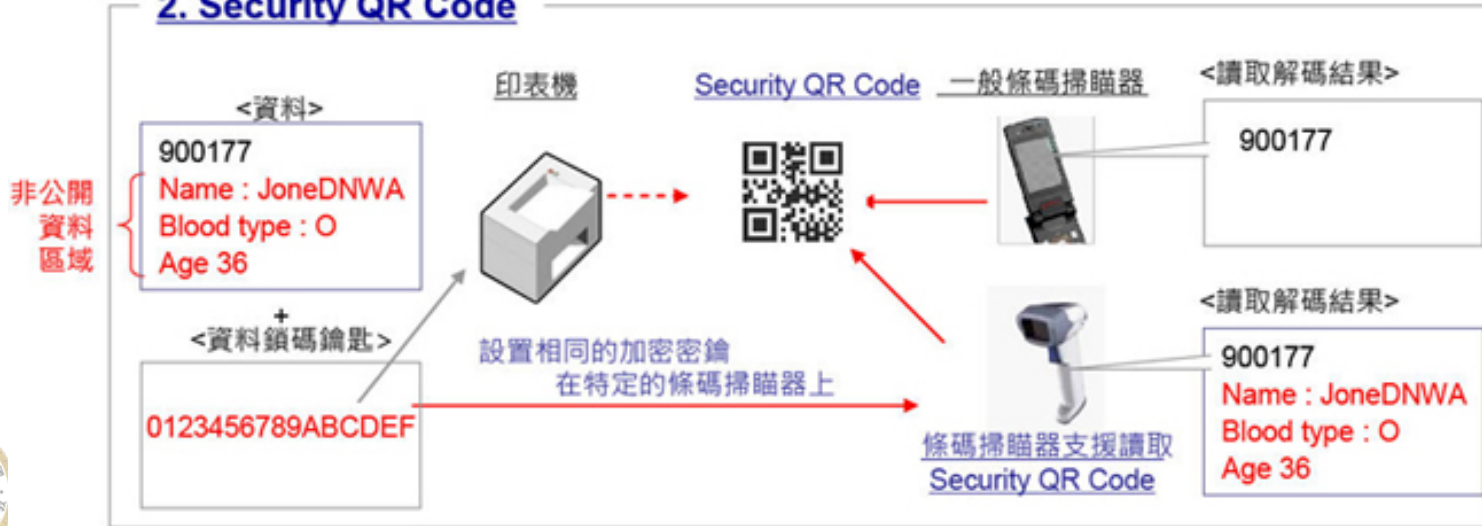 2. Security QR Code
<資料>
900177
Name : JoneDNWA
Blood type : O
Age 36
非公開
資料
區域
+
<資料鎖碼鑰匙>
0123456789ABCDEF
印表機
設置相同的加密密鑰
在特定的條碼掃瞄器上
Security QR Code
一般條碼掃瞄器
<讀取解碼結果>
900177
條碼掃瞄器支援讀取
Security QR Code
<讀取解碼結果>
900177
Name : JoneDNWA
Blood type : O
Age 36